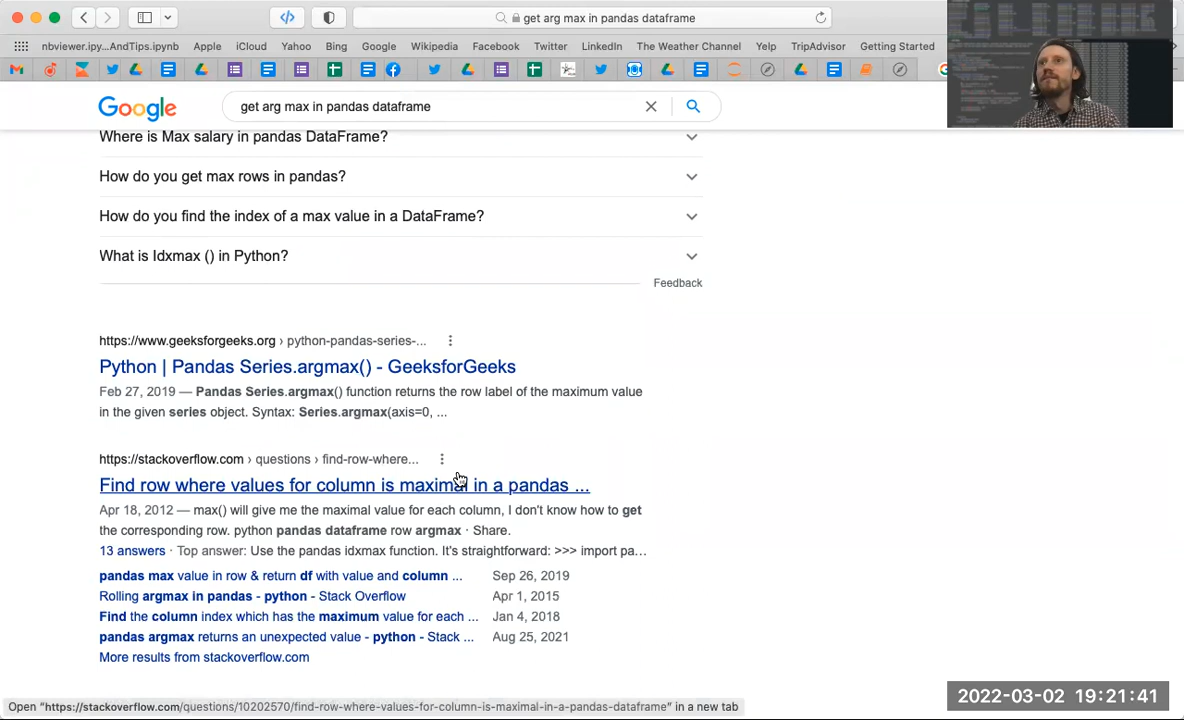 get arg max in pandas dataframe
nbviewer.ipy...AndTips.ipynb Apple iCloud Yahoo Bing Google Wikipedia Facebook Twitter LinkedIn The Weather Channel Yelp TripAdvisor Getting Started
Google get arg max in pandas dataframe
Where is Max salary in pandas DataFrame?
How do you get max rows in pandas?
How do you find the index of a max value in a DataFrame?
What is Idxmax () in Python?
Feedback
https://www.geeksforgeeks.org › python-pandas-series-...
Python | Pandas Series.argmax() - GeeksforGeeks
Feb 27, 2019 — Pandas Series.argmax() function returns the row label of the maximum value
in the given series object. Syntax: Series.argmax(axis=0, ...
https://stackoverflow.com › questions › find-row-where...
Find row where values for column is maximal in a pandas ...
Apr 18, 2012 — max() will give me the maximal value for each column, I don't know how to get
the corresponding row. python pandas dataframe row argmax · Share.
13 answers · Top answer: Use the pandas idxmax function. It's straightforward: >>> import pa...
pandas max value in row & return df with value and column ... Sep 26, 2019
Rolling argmax in pandas - python - Stack Overflow Apr 1, 2015
Find the column index which has the maximum value for each ... Jan 4, 2018
pandas argmax returns an unexpected value - python - Stack ... Aug 25, 2021
More results from stackoverflow.com
Open "https://stackoverflow.com/questions/10202570/find-row-where-values-for-column-is-maximal-in-a-pandas-dataframe" in a new tab
2022-03-02 19:21:41